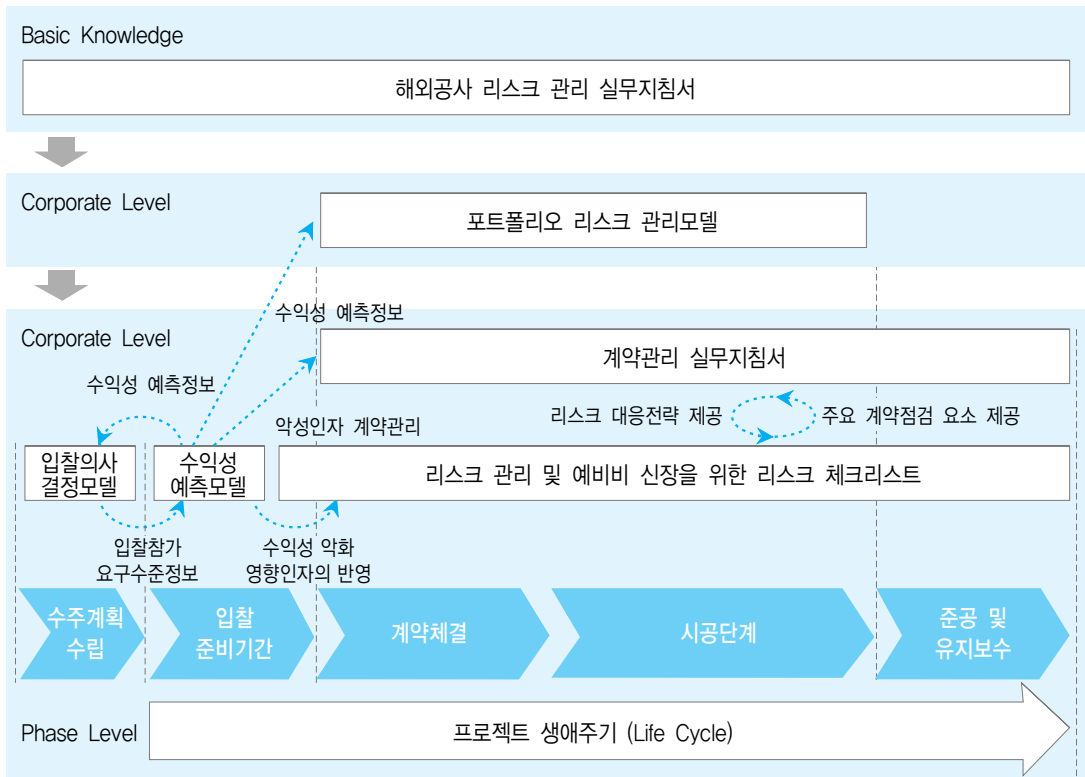 Basic Knowledge
해외공사 리스크 관리 실무지침서
Corporate Level
포트폴리오 리스크 관리모델
수익성 예측정보
Corporate Level
계약관리 실무지침서
수익성 예측정보
리스크 대응전략 제공
주요 계약점검 요소 제공
악성인자 계약관리
입찰의사
결정모델
수익성
예측모델
리스크 관리 및 예비비 신장을 위한 리스크 체크리스트
입찰참가
요구수준정보
수익성 악화
영향인자의 반영
수주계획
수립
입찰
준비기간
계약체결
시공단계
준공 및
유지보수
Phase Level
프로젝트 생애주기 (Life Cycle)